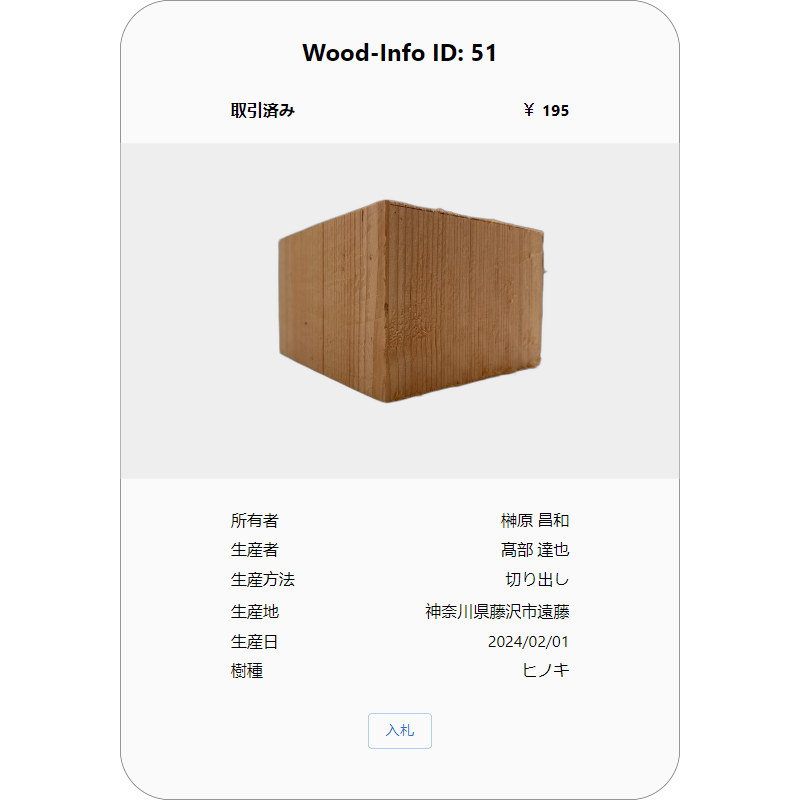 Wood-Info ID: 51
取引済み ¥ 195
所有者 榊原 昌和
生産者 髙部 達也
生産方法 切り出し
生産地 神奈川県藤沢市遠藤
生産日 2024/02/01
樹種 ヒノキ
入札